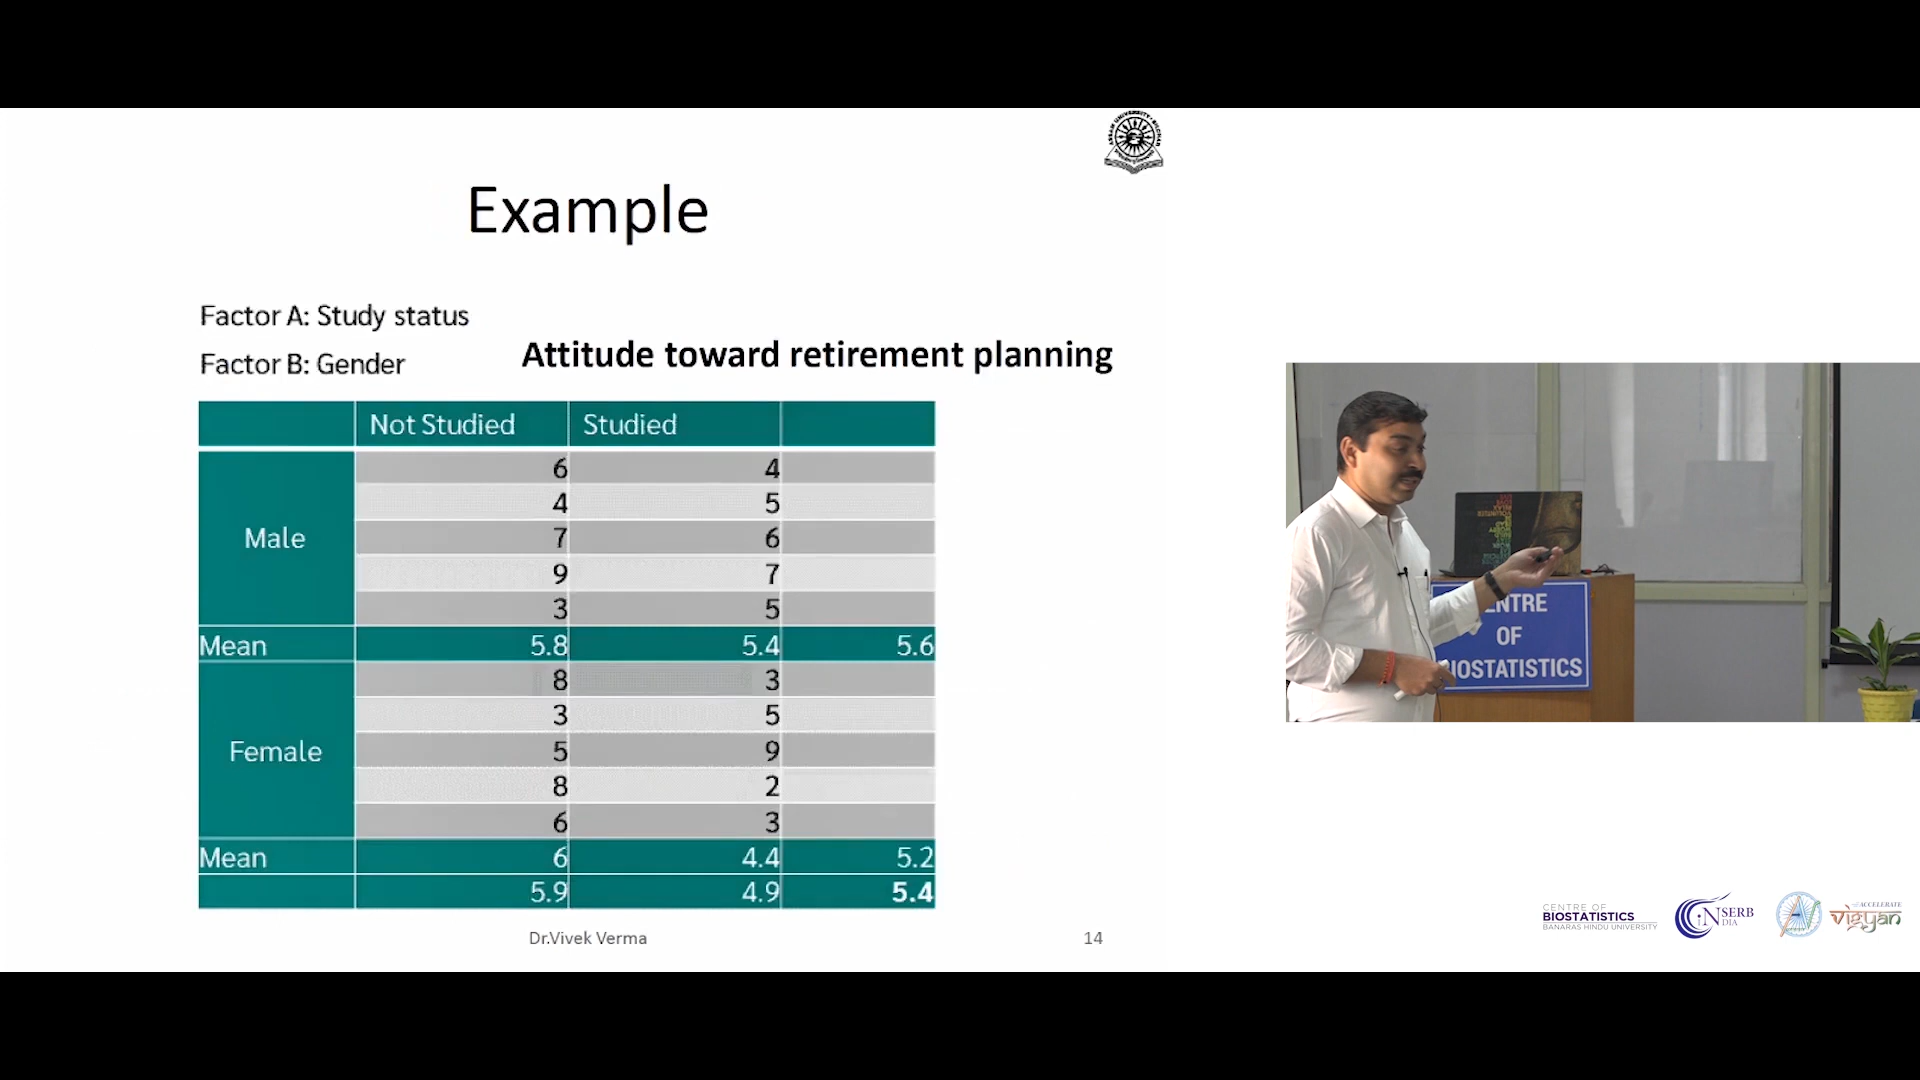 Example
Factor A: Study status
Factor B: Gender
Attitude toward retirement planning
Not Studied Studied
Male
6 4
4 5
7 6
9 7
3 5
Mean 5.8 5.4 5.6
Female
8 3
3 5
5 9
8 2
6 3
Mean 6 4.4 5.2
5.9 4.9 5.4
Dr.Vivek Verma
14
ENTRE
OF
IOSTATISTICS
CENTRE OF
BIOSTATISTICS
BANARAS HINDU UNIVERSITY
SERB
ACCELERATE